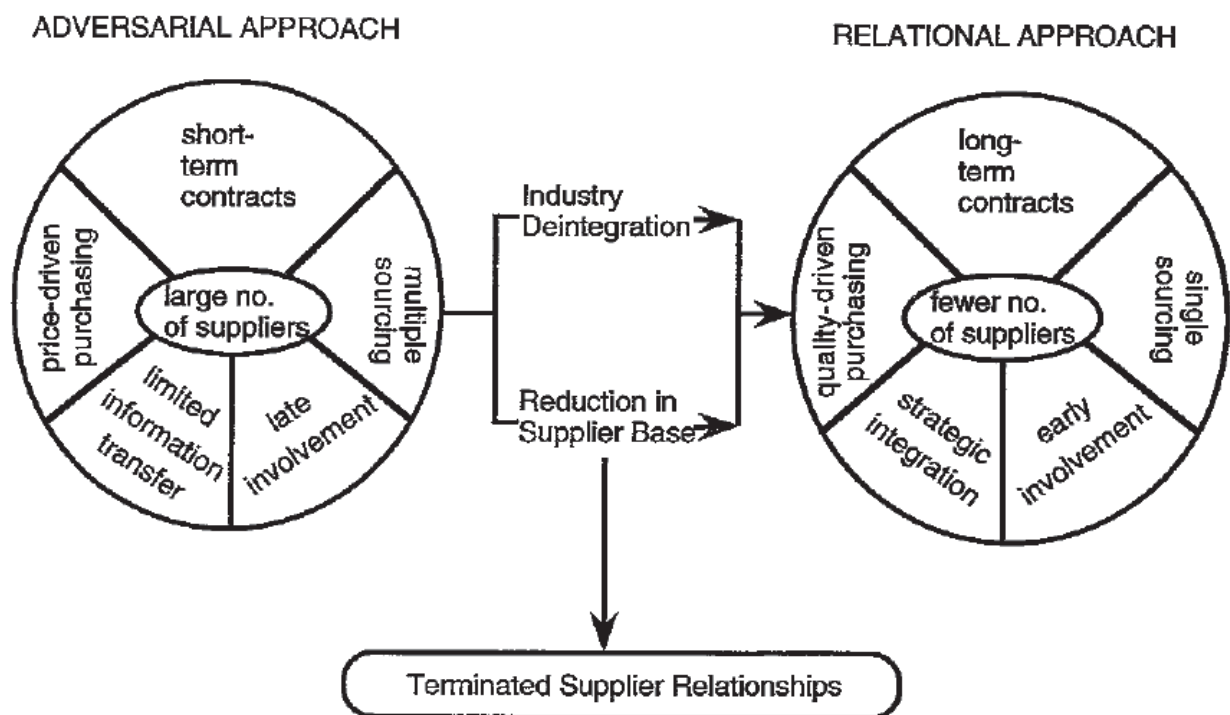 ADVERSARIAL APPROACH
short-
term
contracts
price-driven
purchasing
multiple
sourcing
large no.
of suppliers
limited
information
transfer
late
involvement
Industry
Deintegration
Reduction in
Supplier Base
RELATIONAL APPROACH
long-
term
contracts
quality-driven
purchasing
single
sourcing
fewer no.
of suppliers
strategic
integration
early
involvement
Terminated Supplier Relationships